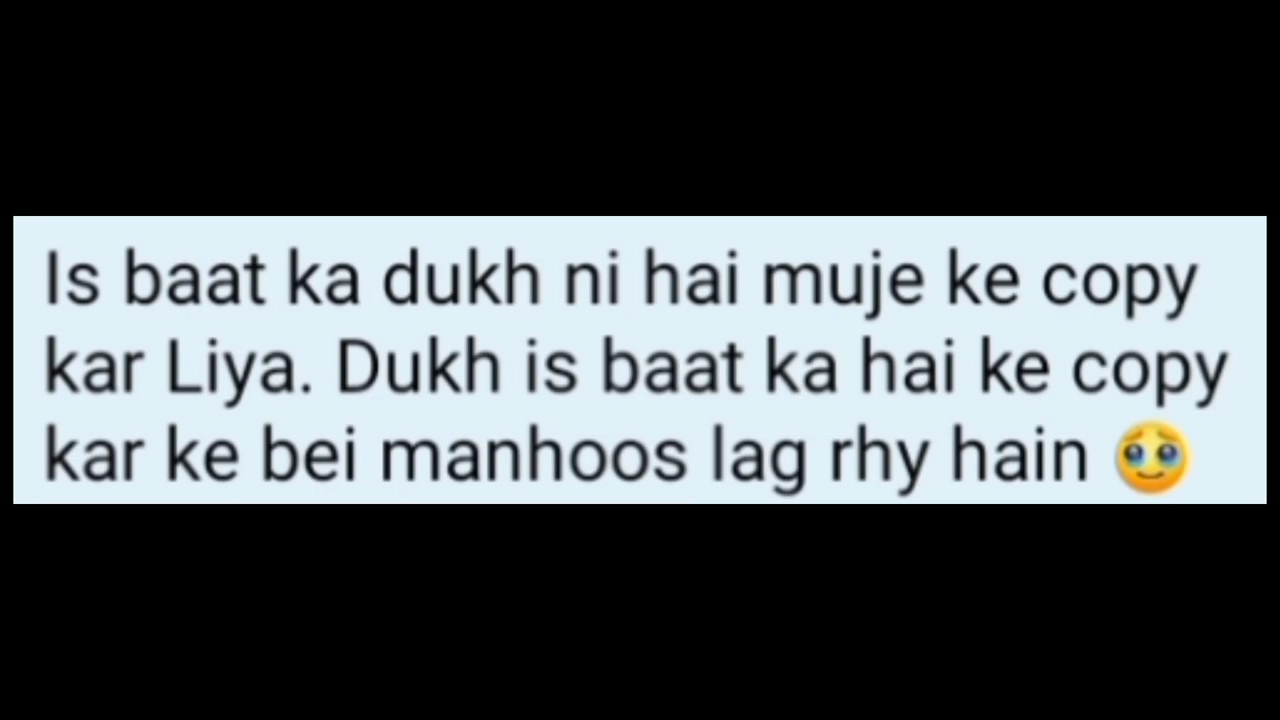 Is baat ka dukh ni hai muje ke copy
kar Liya. Dukh is baat ka hai ke copy
kar ke bei manhoos lag rhy hain 🥹